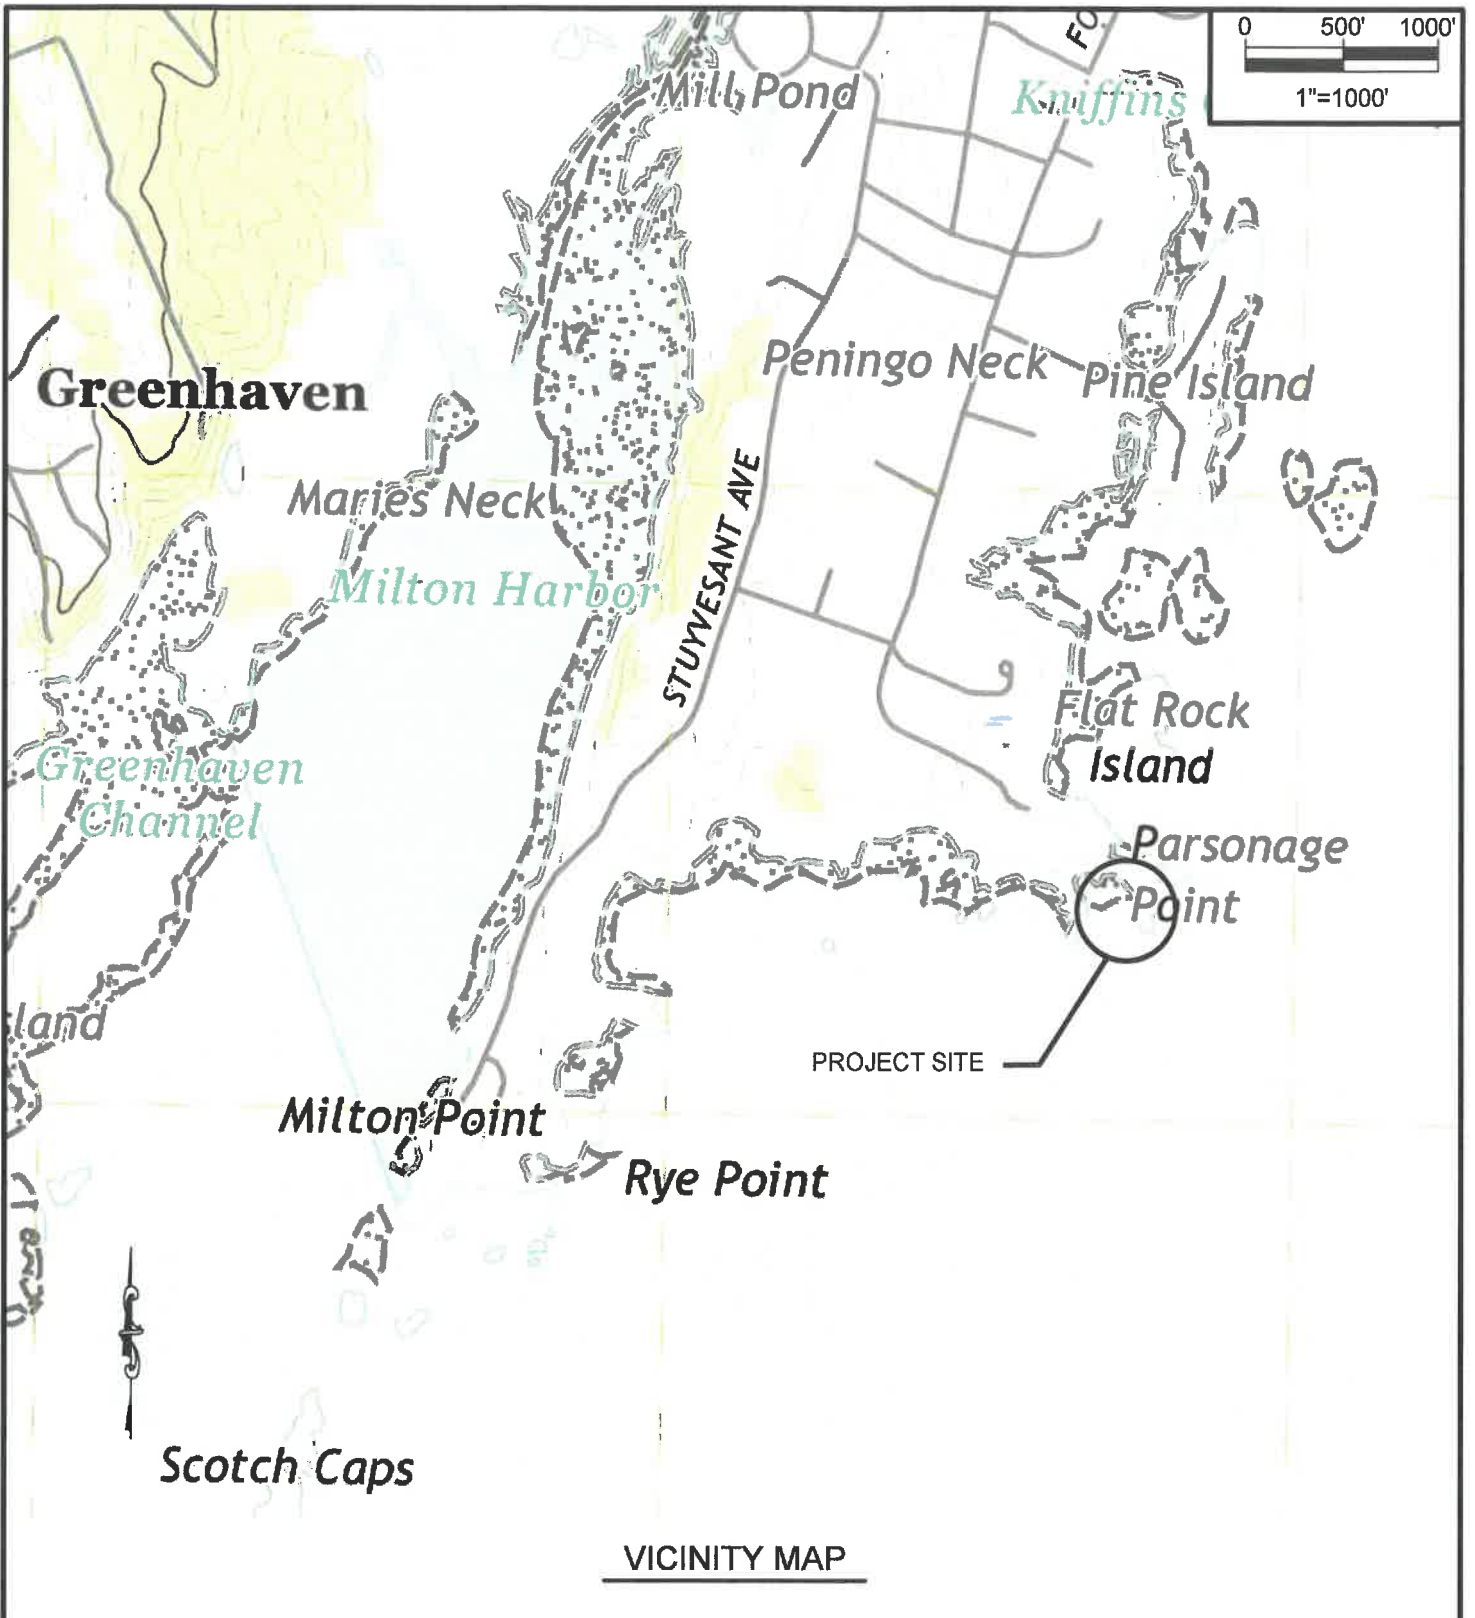 0 500' 1000'
1"=1000'
FO
Mill Pond
Kniffins
Greenhaven
Peningo Neck
Pine Island
Maries Neck
STUYVESANT AVE
Milton Harbor
Flat Rock
Island
Greenhaven
Channel
Parsonage
Point
land
PROJECT SITE
Milton Point
Rye Point
Scotch Caps
VICINITY MAP